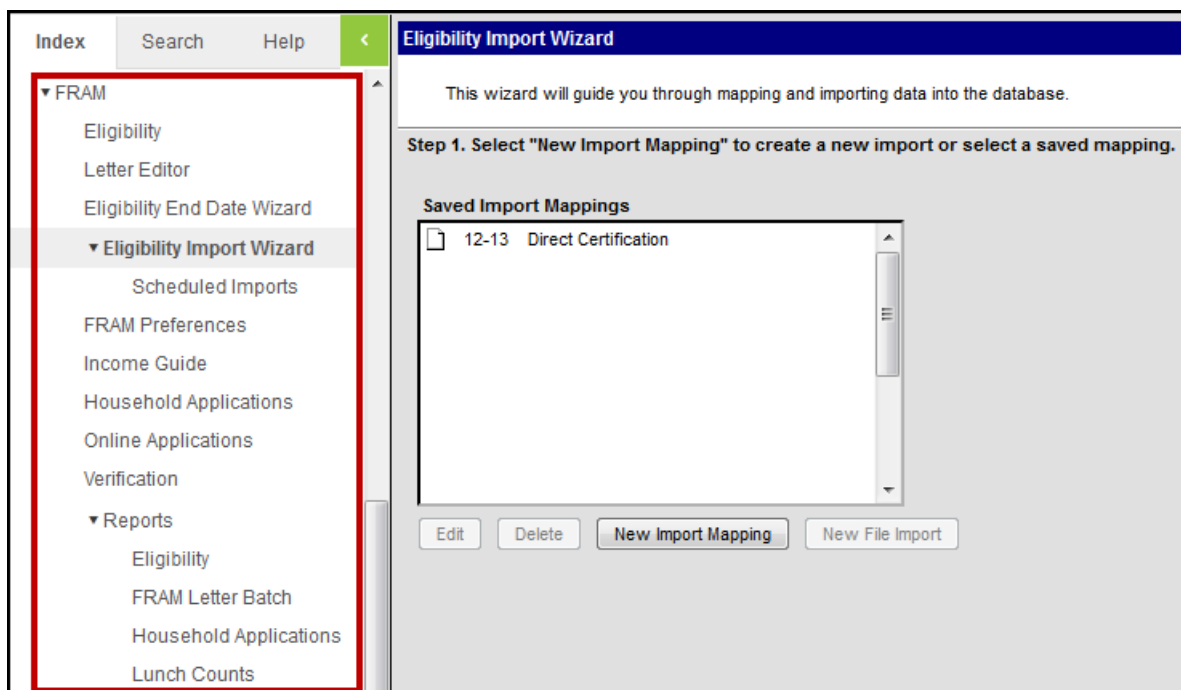 Index Search Help <
FRAM
Eligibility
Letter Editor
Eligibility End Date Wizard
Eligibility Import Wizard
Scheduled Imports
FRAM Preferences
Income Guide
Household Applications
Online Applications
Verification
Reports
Eligibility
FRAM Letter Batch
Household Applications
Lunch Counts
Eligibility Import Wizard
This wizard will guide you through mapping and importing data into the database.
Step 1. Select "New Import Mapping" to create a new import or select a saved mapping.
Saved Import Mappings
12-13 Direct Certification
Edit Delete New Import Mapping New File Import